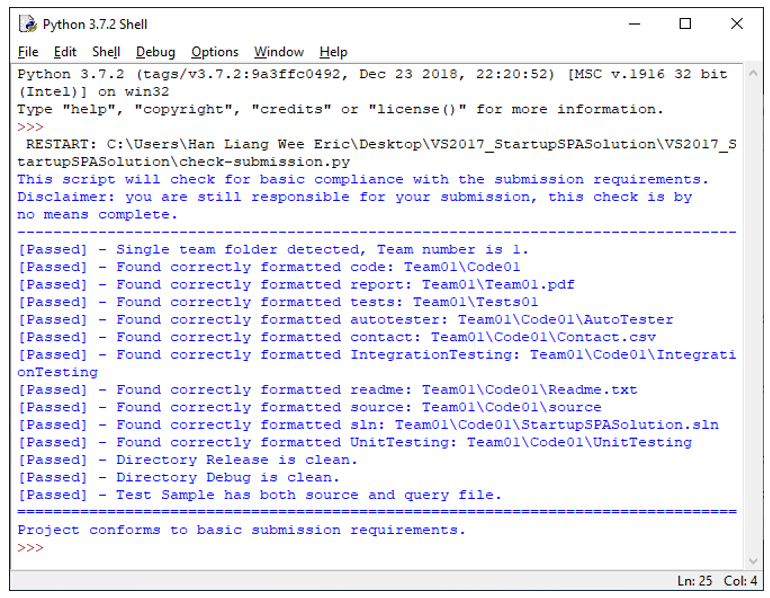 Python 3.7.2 Shell
File Edit Shell Debug Options Window Help
Python 3.7.2 (tags/v3.7.2:9a3ffc0492, Dec 23 2018, 22:20:52) [MSC v.1916 32 bit
(Intel)] on win32
Type "help", "copyright", "credits" or "license()" for more information.
>>>
 RESTART: C:\Users\Han Liang Wee Eric\Desktop\VS2017_StartupSPASolution\VS2017_S
tartupSPASolution\check-submission.py
This script will check for basic compliance with the submission requirements.
Disclaimer: you are still responsible for your submission, this check is by
no means complete.
--------------------------------------------------------------------------------
[Passed] - Single team folder detected, Team number is 1.
[Passed] - Found correctly formatted code: Team01\Code01
[Passed] - Found correctly formatted report: Team01\Team01.pdf
[Passed] - Found correctly formatted tests: Team01\Tests01
[Passed] - Found correctly formatted autotester: Team01\Code01\AutoTester
[Passed] - Found correctly formatted contact: Team01\Code01\Contact.csv
[Passed] - Found correctly formatted IntegrationTesting: Team01\Code01\Integrati
onTesting
[Passed] - Found correctly formatted readme: Team01\Code01\Readme.txt
[Passed] - Found correctly formatted source: Team01\Code01\source
[Passed] - Found correctly formatted sln: Team01\Code01\StartupSPASolution.sln
[Passed] - Found correctly formatted UnitTesting: Team01\Code01\UnitTesting
[Passed] - Directory Release is clean.
[Passed] - Directory Debug is clean.
[Passed] - Test Sample has both source and query file.
================================================================================
Project conforms to basic submission requirements.
>>>
Ln: 25 Col: 4